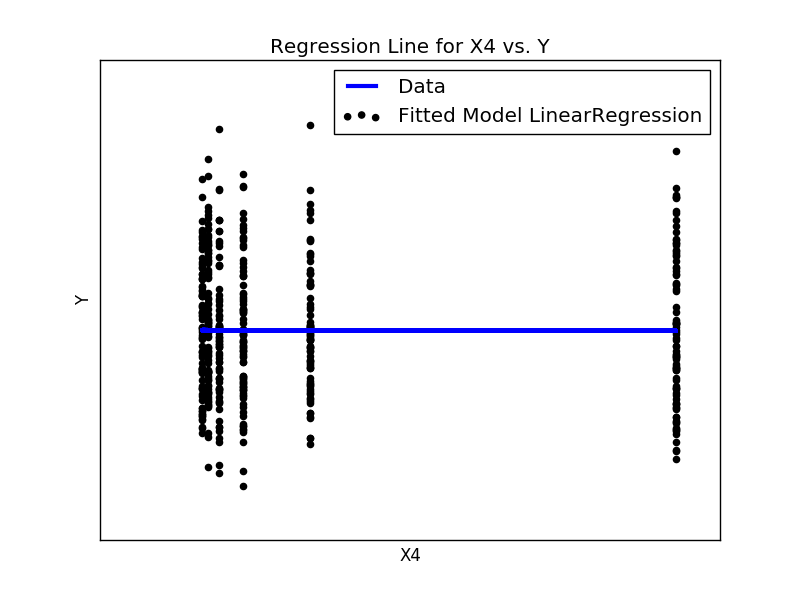 Regression Line for X4 vs. Y
Data
Fitted Model LinearRegression
Y
X4